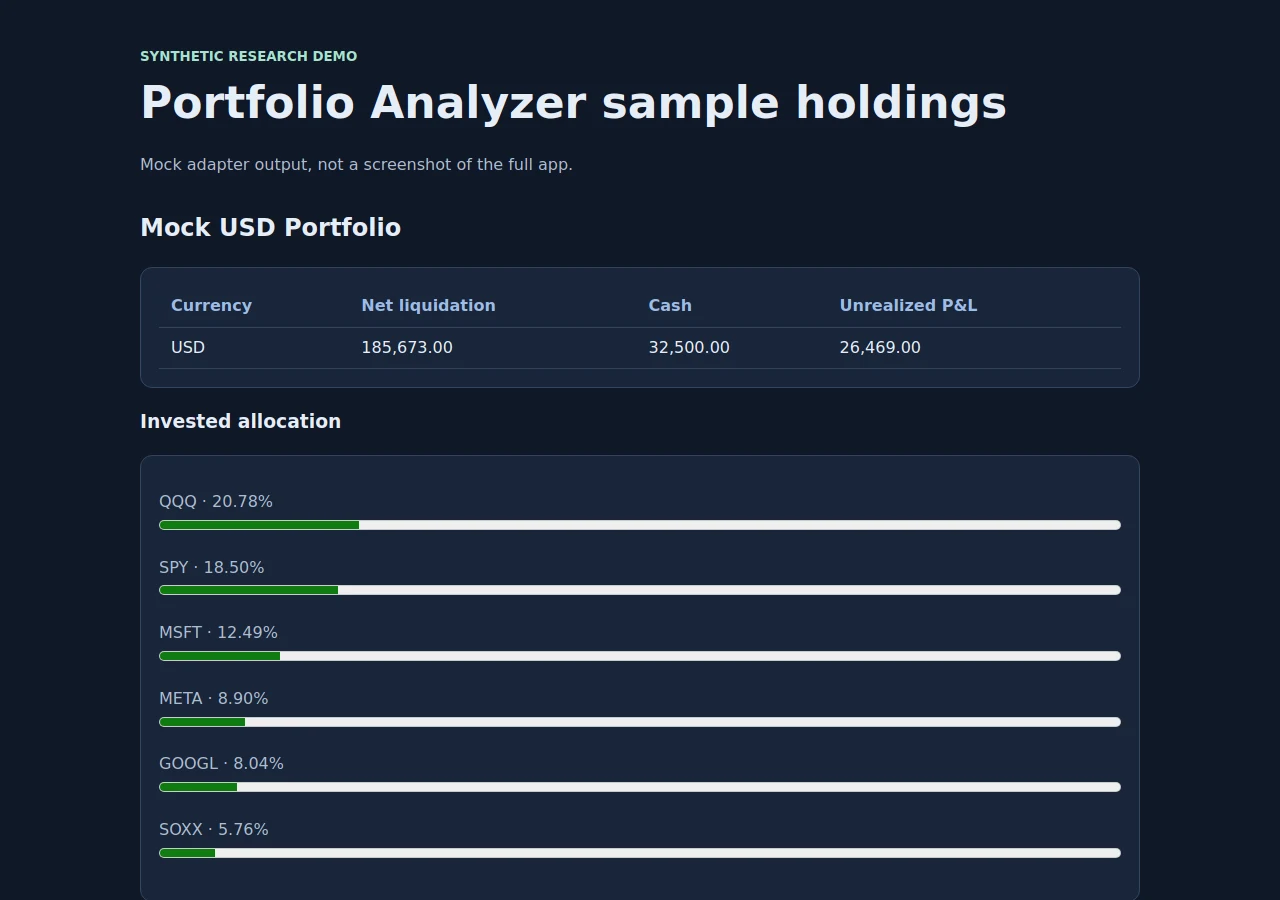 SYNTHETIC RESEARCH DEMO
Portfolio Analyzer sample holdings
Mock adapter output, not a screenshot of the full app.
Mock USD Portfolio
Currency Net liquidation Cash Unrealized P&L
USD 185,673.00 32,500.00 26,469.00
Invested allocation
QQQ · 20.78%
SPY · 18.50%
MSFT · 12.49%
META · 8.90%
GOOGL · 8.04%
SOXX · 5.76%